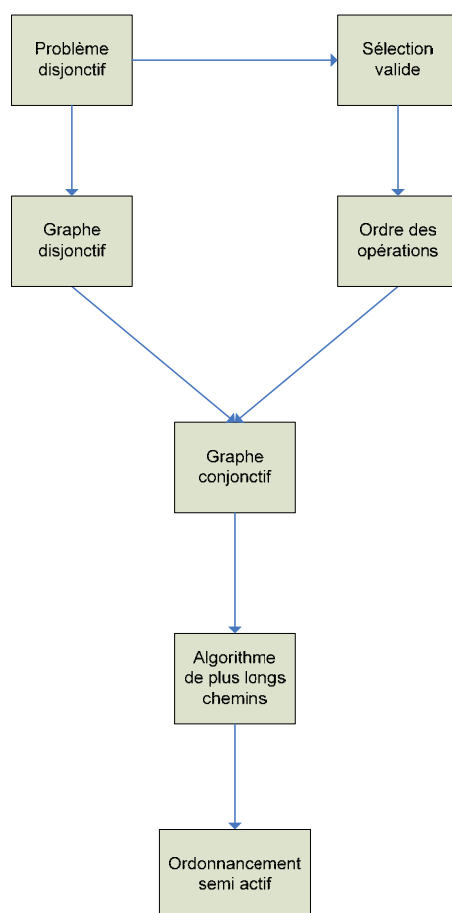 Problème
disjonctif
Sélection
valide
Graphe
disjonctif
Ordre des
opérations
Graphe
conjonctif
Algorithme
de plus longs
chemins
Ordonnancement
semi actif